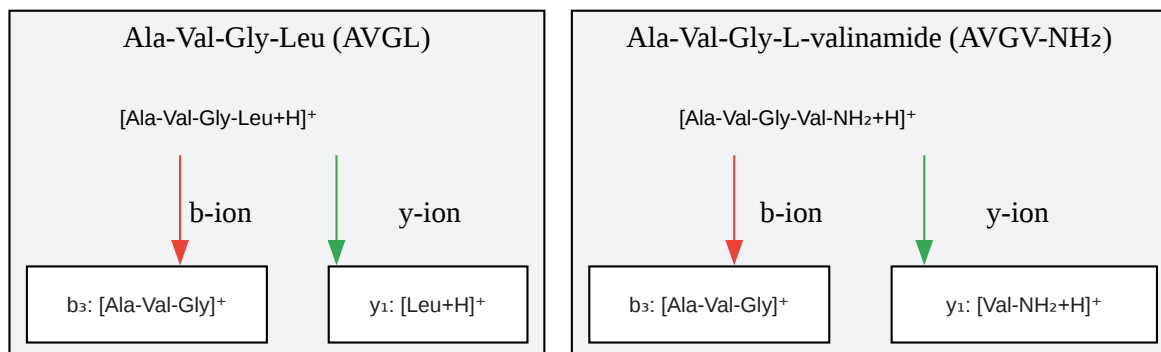 Ala-Val-Gly-Leu (AVGL)
[Ala-Val-Gly-Leu+H]⁺
b-ion
y-ion
b₃: [Ala-Val-Gly]⁺
y₁: [Leu+H]⁺
Ala-Val-Gly-L-valinamide (AVGV-NH₂)
[Ala-Val-Gly-Val-NH₂+H]⁺
b-ion
y-ion
b₃: [Ala-Val-Gly]⁺
y₁: [Val-NH₂+H]⁺